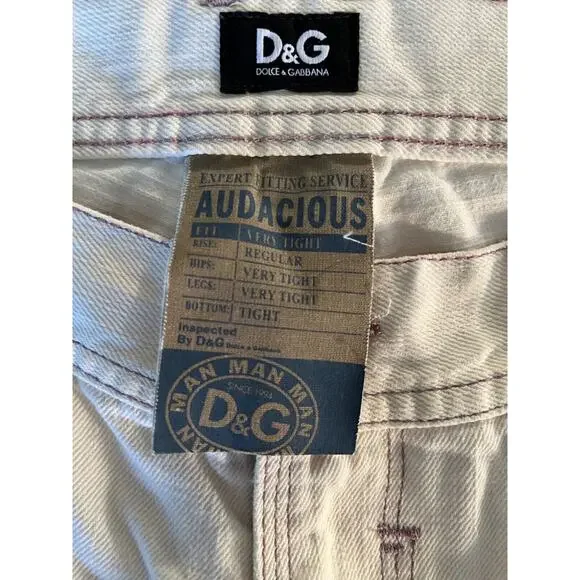 D&G
DOLCE & GABBANA
EXPERT FITTING SERVICE
AUDACIOUS
FIT VERY TIGHT
RISE: REGULAR
HIPS: VERY TIGHT
LEGS: VERY TIGHT
BOTTOM: TIGHT
Inspected
By D&G DOLCE & GABBANA
MAN MAN MAN MAN
SINCE 1994
D&G